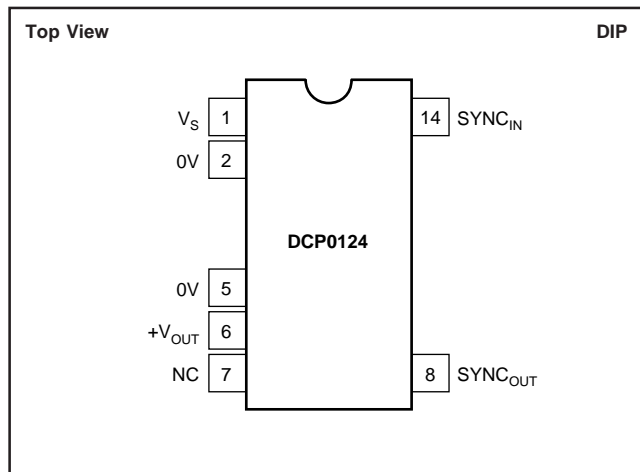 Top View DIP
V_S 1 14 SYNC_IN
0V 2
DCP0124
0V 5
+V_OUT 6
NC 7 8 SYNC_OUT